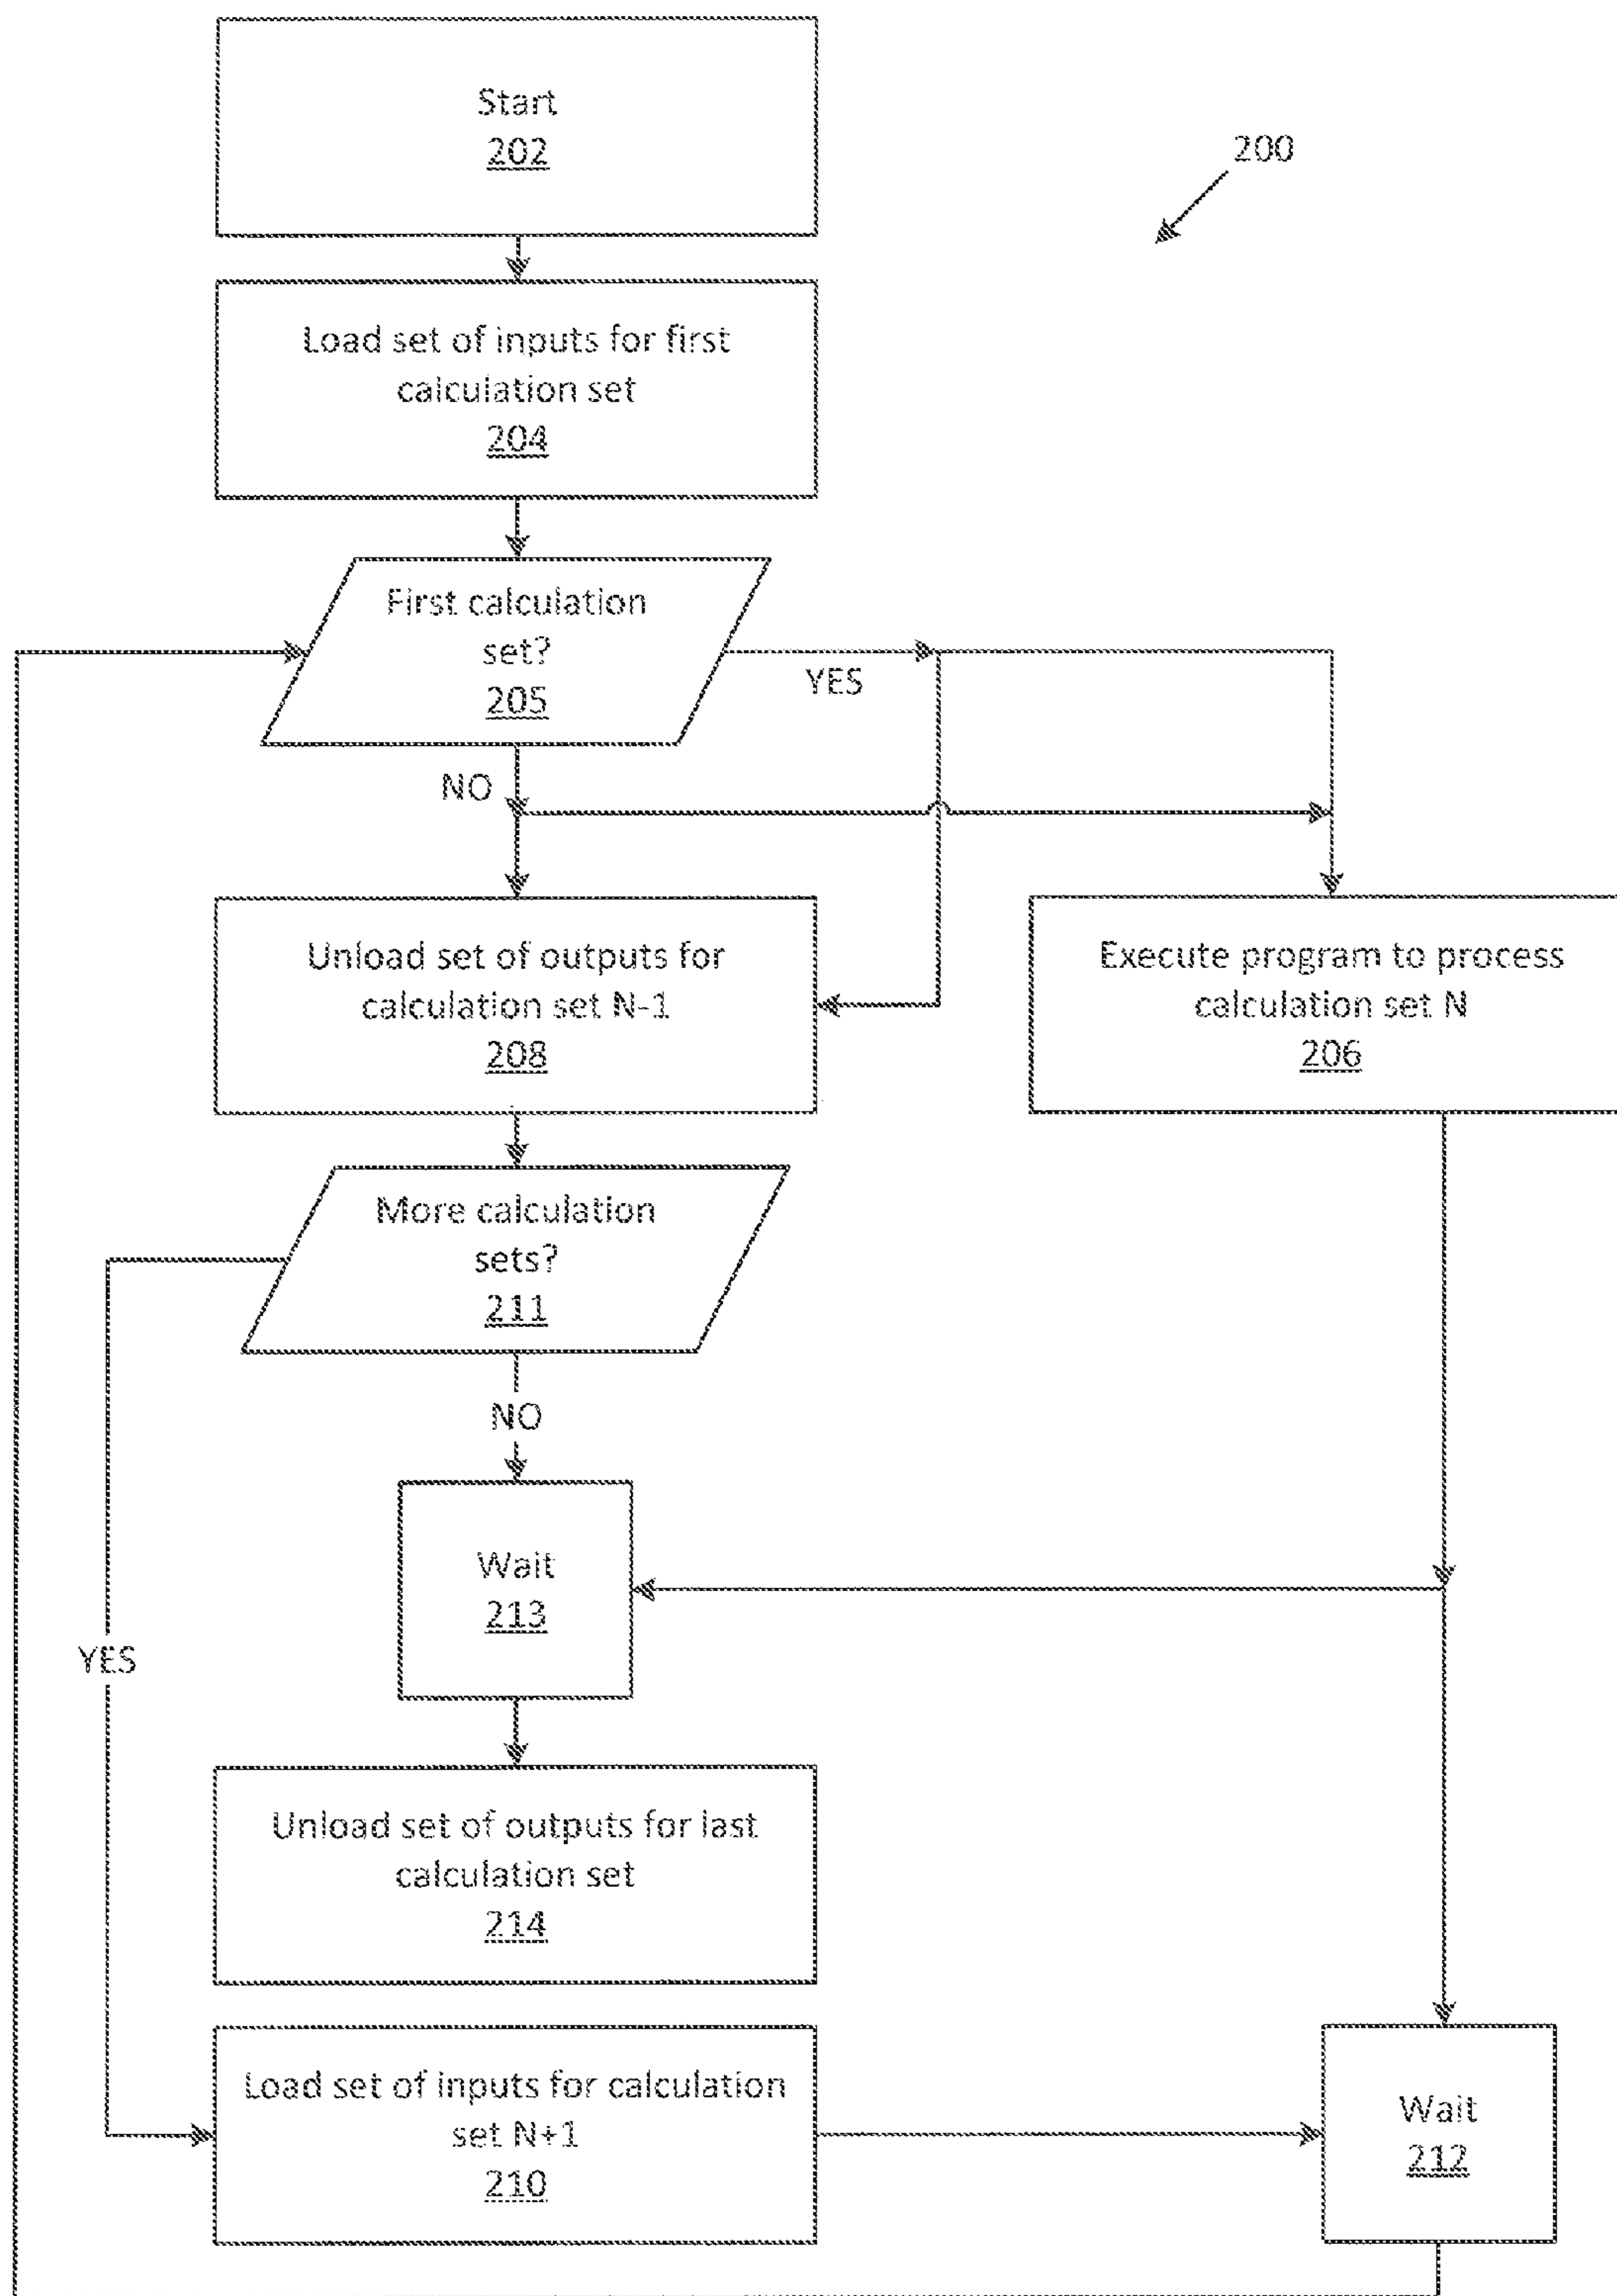 Start
202
200
Load set of inputs for first
calculation set
204
First calculation
set?
205
YES
NO
Unload set of outputs for
calculation set N-1
208
Execute program to process
calculation set N
206
More calculation
sets?
211
NO
Wait
213
YES
Unload set of outputs for last
calculation set
214
Load set of inputs for calculation
set N+1
210
Wait
212